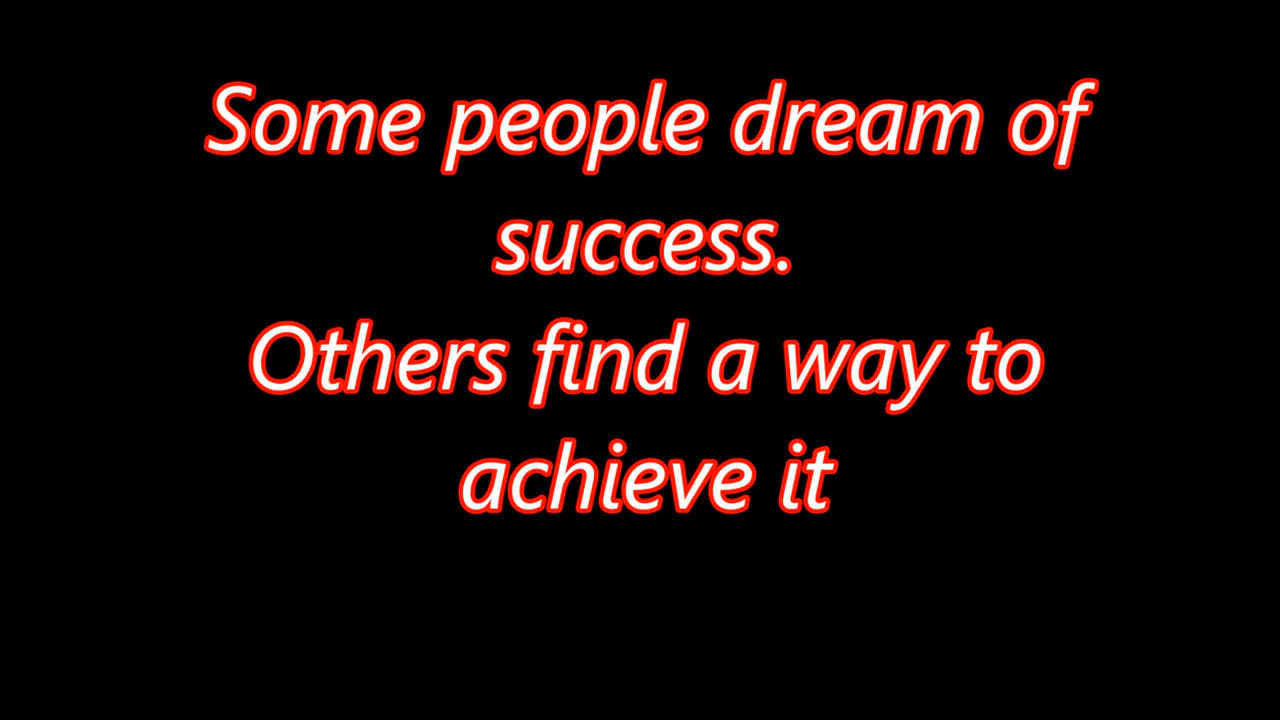 Some people dream of
success.
Others find a way to
achieve it